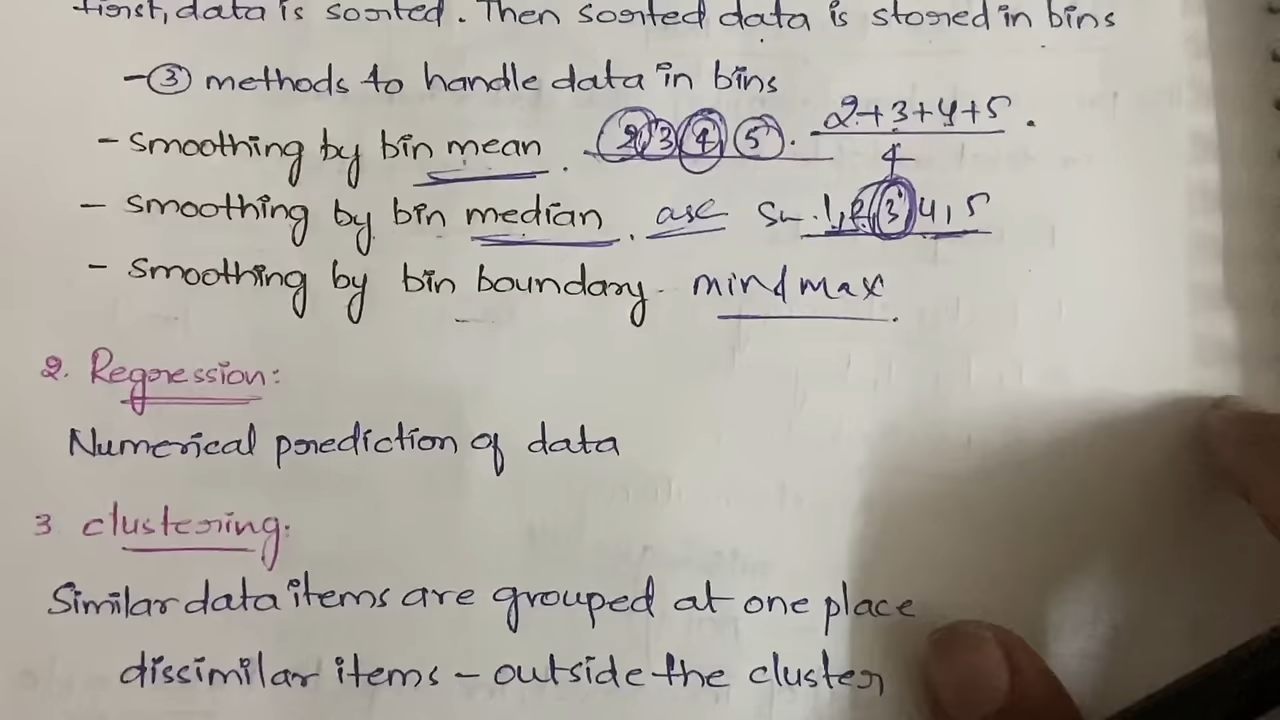 first, data is sorted. Then sorted data is stored in bins
- ③ methods to handle data in bins
- smoothing by bin mean. 2 3 4 5. 2+3+4+5 / 4.
- smoothing by bin median. asc 1, 2, 3, 4, 5
- smoothing by bin boundary. min & max.
2. Regression:
Numerical prediction of data
3 clustering:
Similar data items are grouped at one place
dissimilar items - outside the cluster